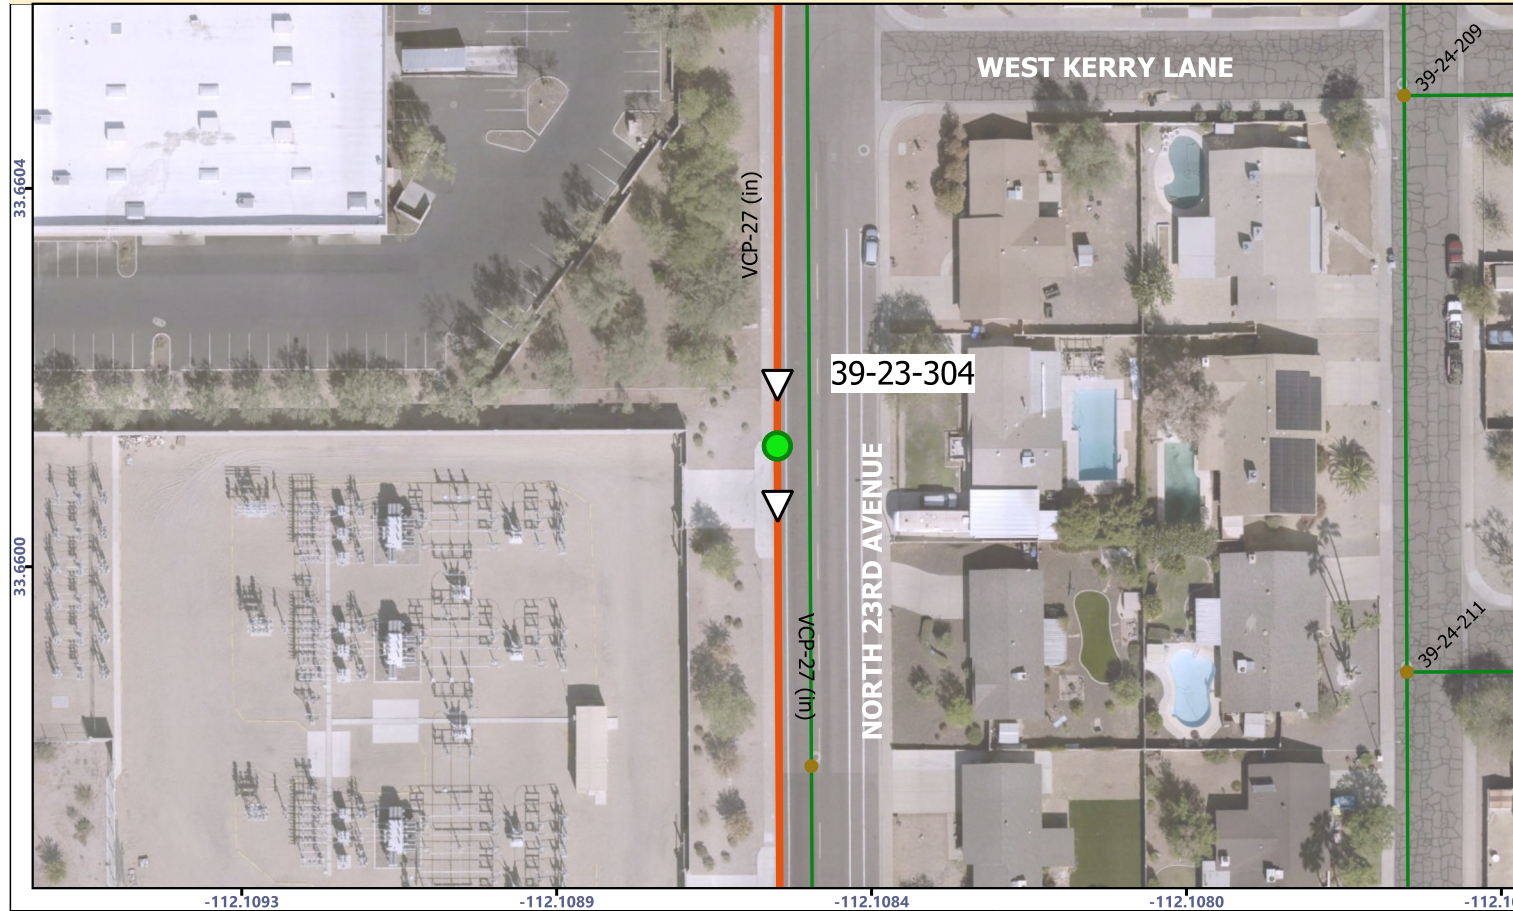 WEST KERRY LANE
39-24-209
33.6604
VCP-27 (in)
39-23-304
NORTH 23RD AVENUE
33.6600
VCP-27 (in)
39-24-211
-112.1093
-112.1089
-112.1084
-112.1080